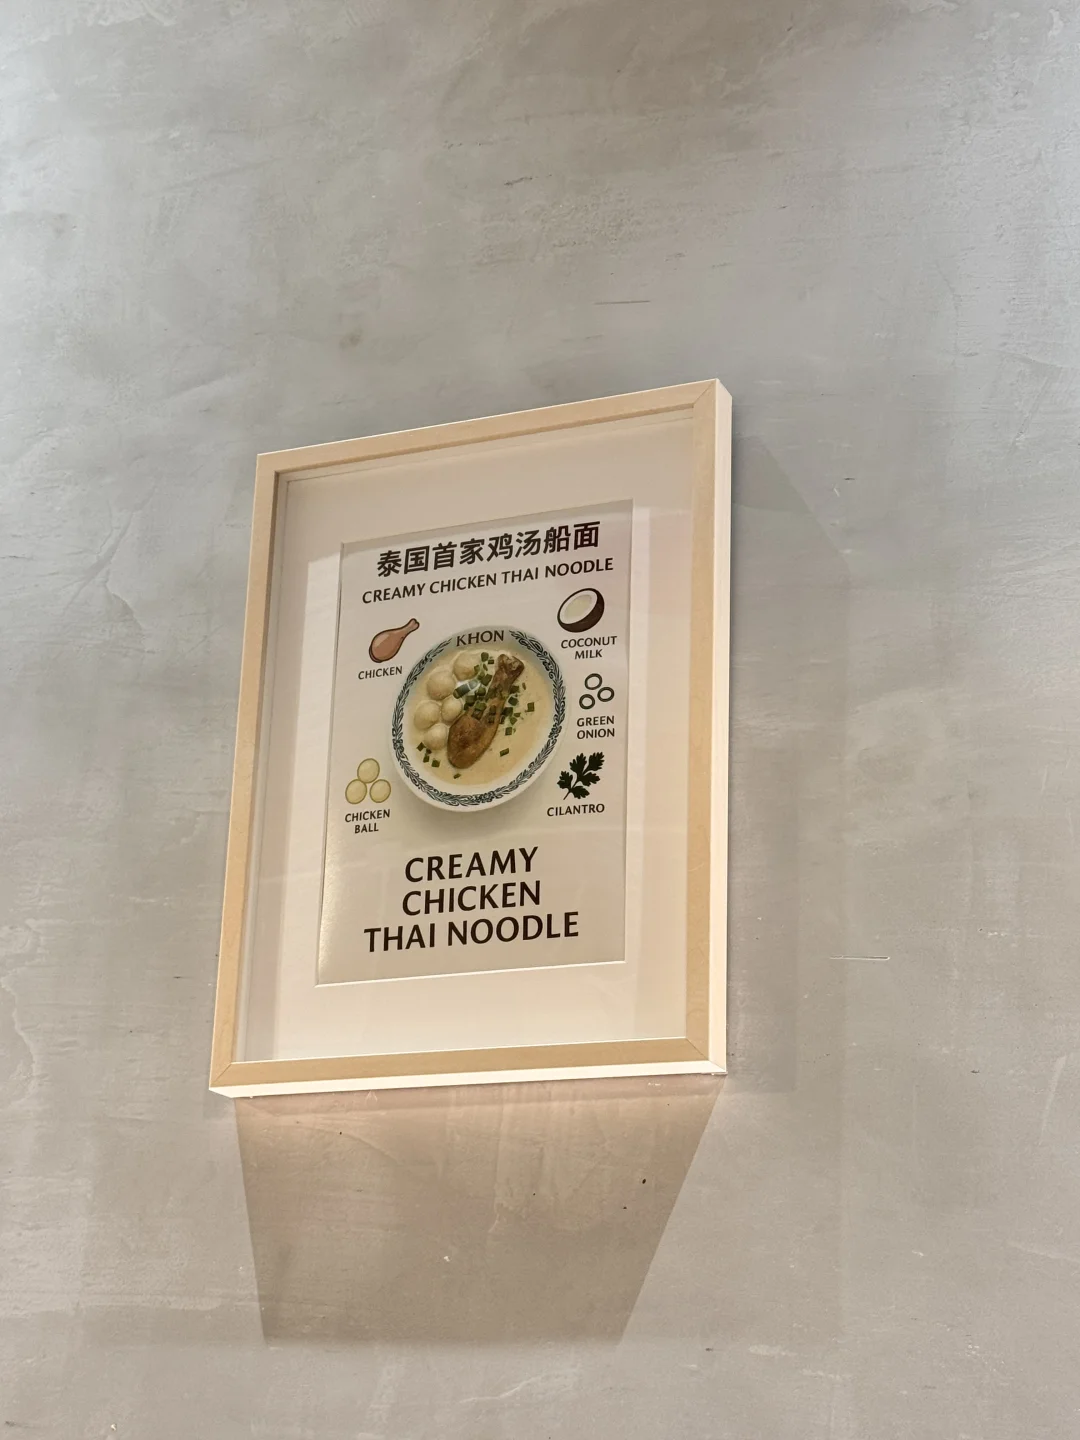 泰国首家鸡汤船面
CREAMY CHICKEN THAI NOODLE
KHON
CHICKEN
COCONUT
MILK
GREEN
ONION
CHICKEN
BALL
CILANTRO
CREAMY
CHICKEN
THAI NOODLE